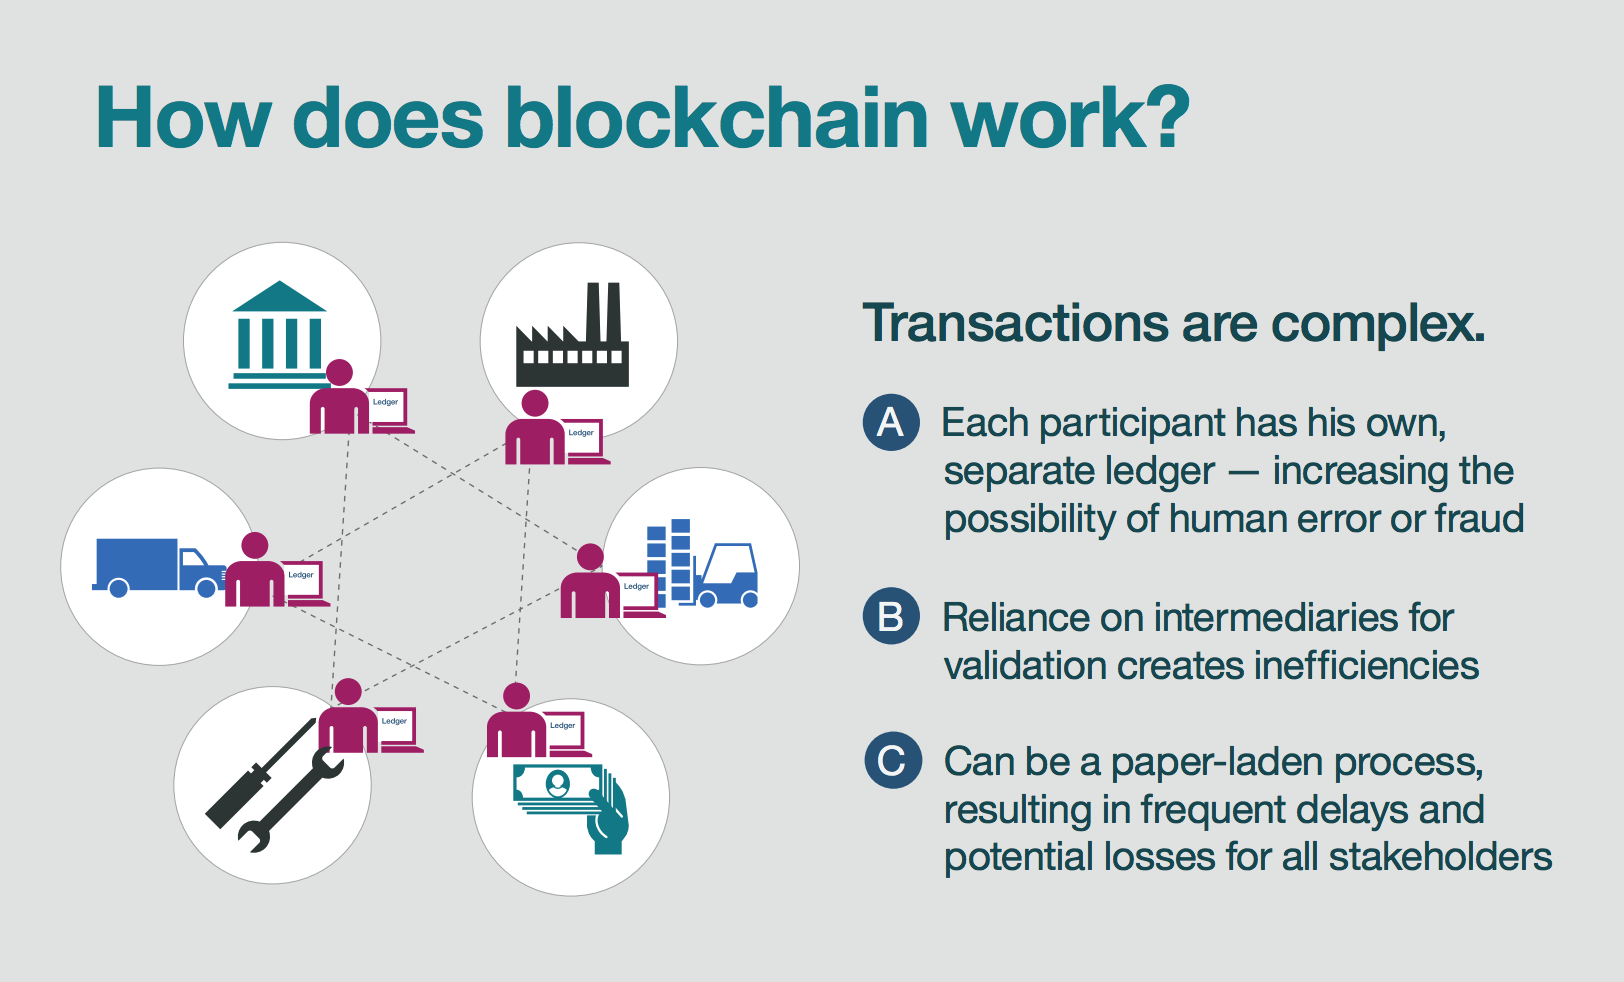 How does blockchain work?
Ledger
Ledger
Ledger
Ledger
Ledger
Ledger
Transactions are complex.
A Each participant has his own,
separate ledger — increasing the
possibility of human error or fraud
B Reliance on intermediaries for
validation creates inefficiencies
C Can be a paper-laden process,
resulting in frequent delays and
potential losses for all stakeholders